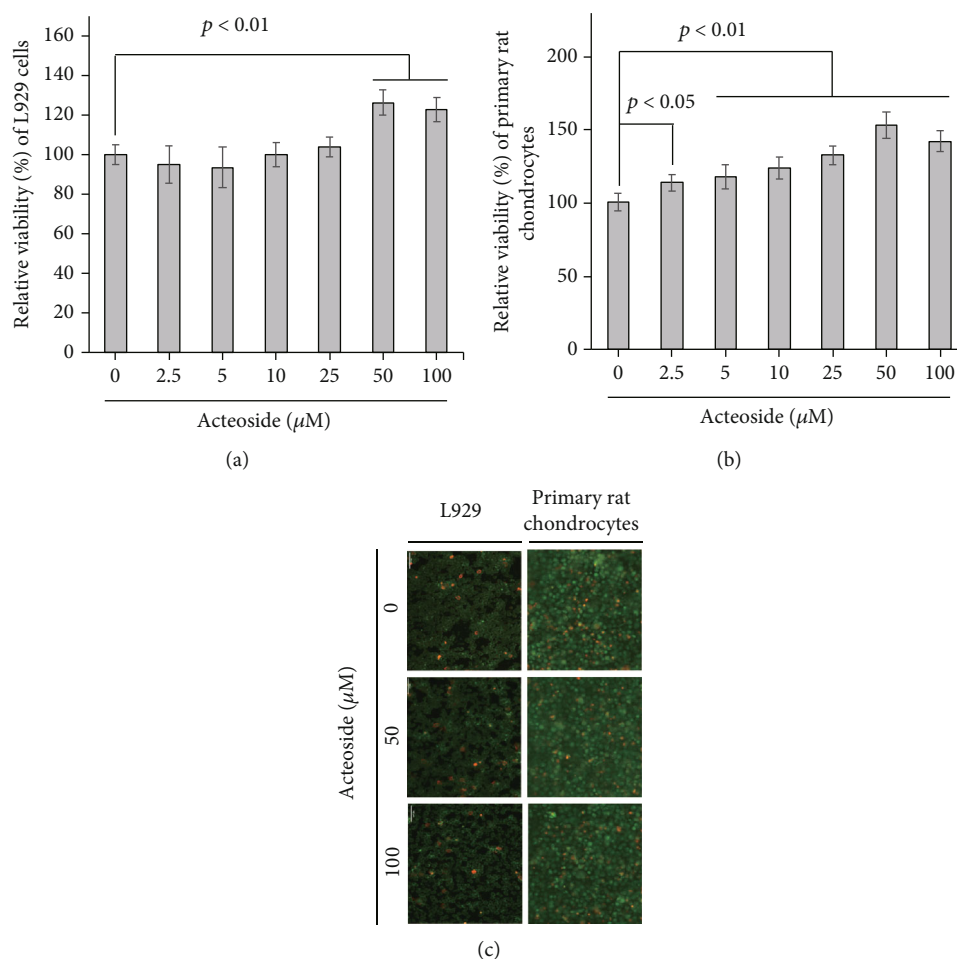 Relative viability (%) of L929 cells
160
140
120
100
80
60
40
20
0
p < 0.01
0 2.5 5 10 25 50 100
Acteoside (μM)
(a)
Relative viability (%) of primary rat
chondrocytes
200
150
100
50
0
p < 0.01
p < 0.05
0 2.5 5 10 25 50 100
Acteoside (μM)
(b)
L929
Primary rat
chondrocytes
Acteoside (μM)
0
50
100
(c)